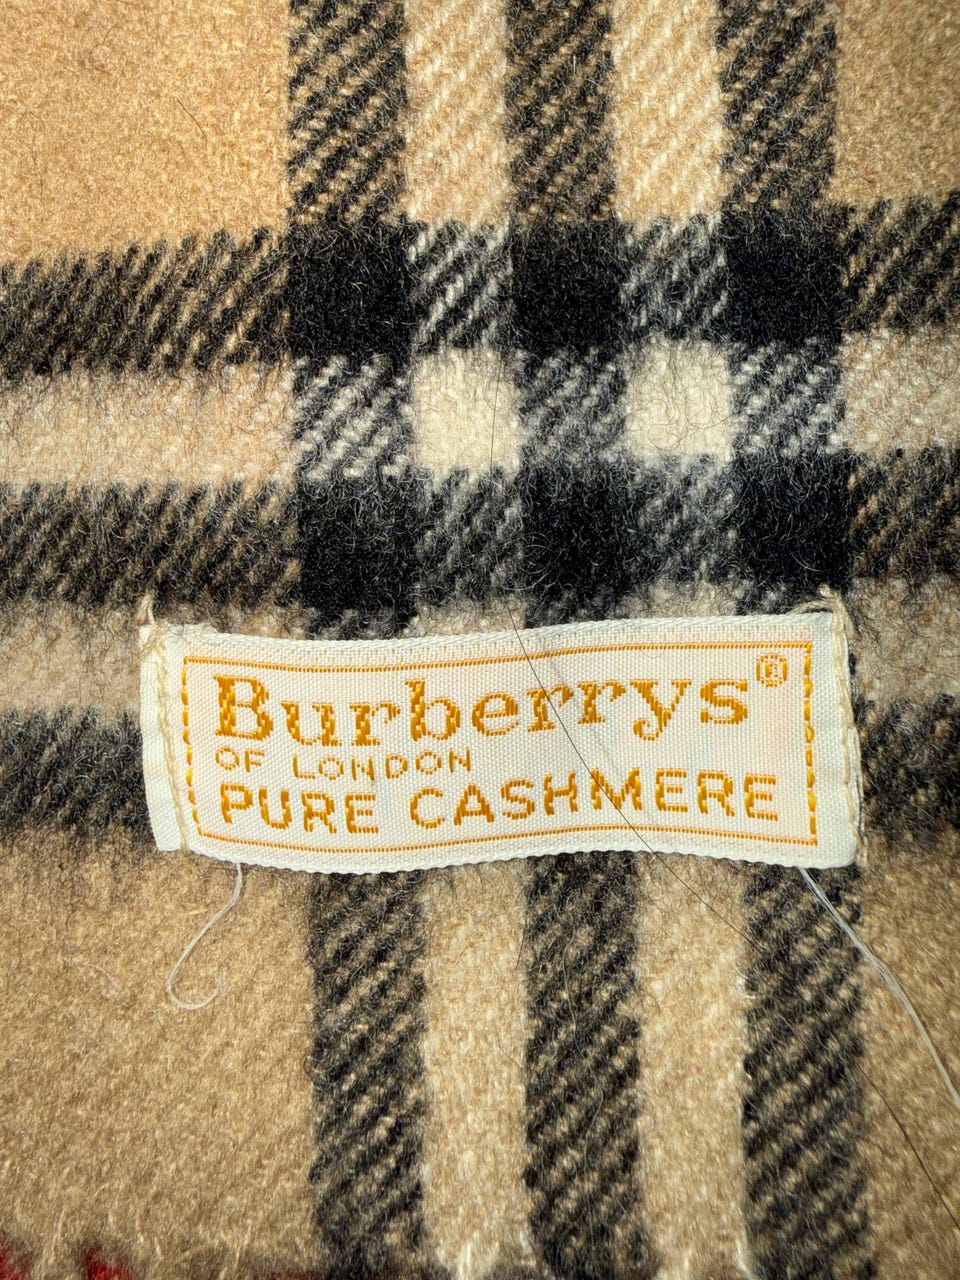 Burberrys®
OF LONDON
PURE CASHMERE